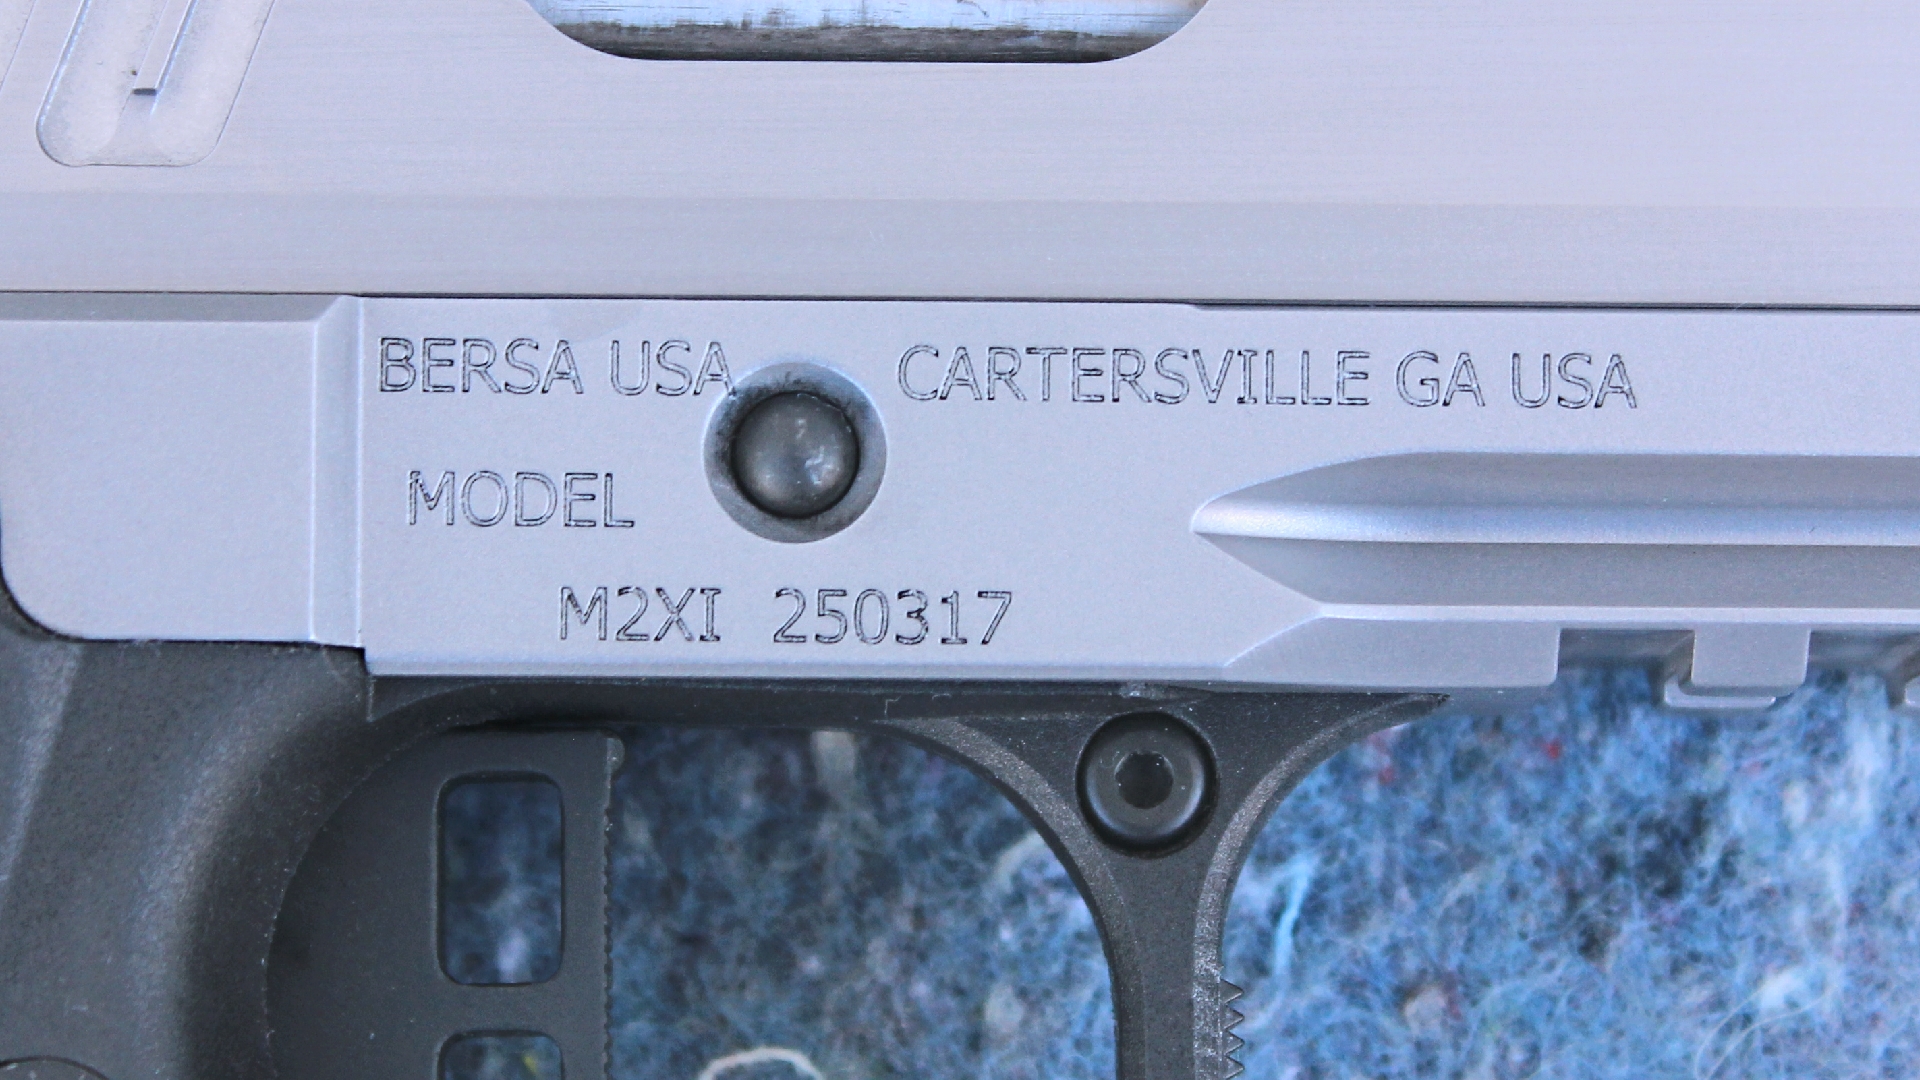 BERSA USA CARTERSVILLE GA USA
MODEL
M2XI 250317